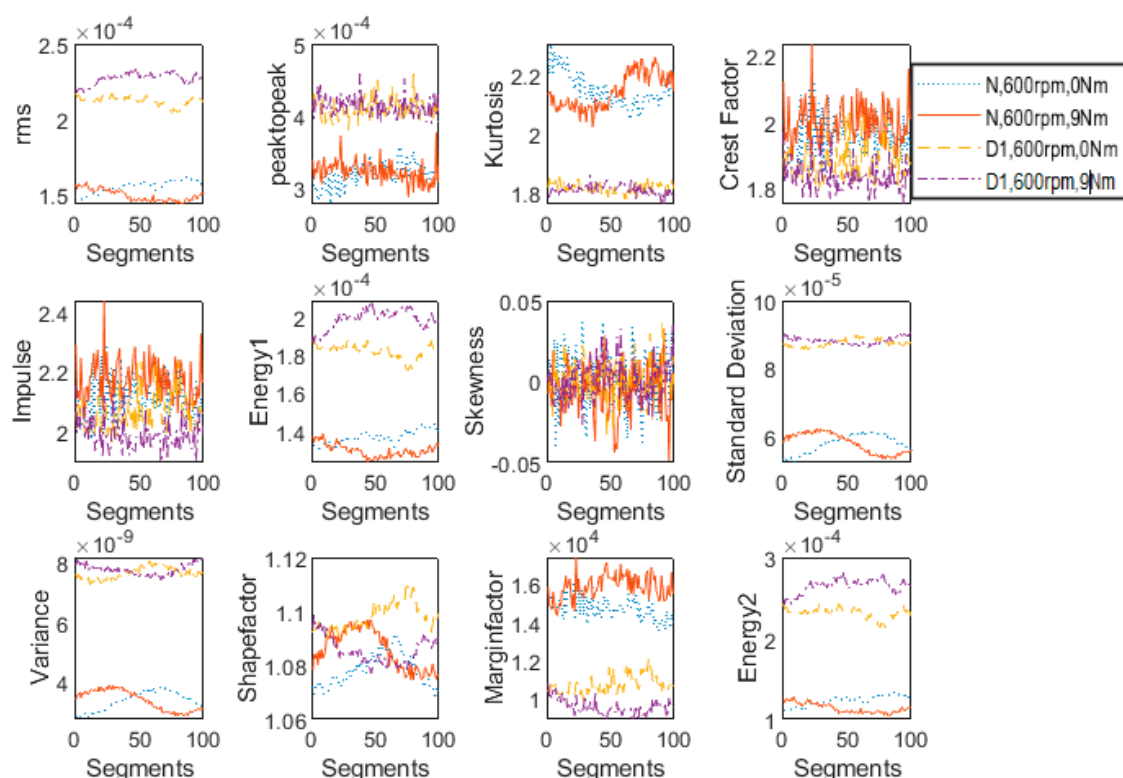 ×10⁻⁴
2.5
2
1.5
rms
0 50 100
Segments
×10⁻⁴
5
4
3
peaktopeak
0 50 100
Segments
2.2
2
1.8
Kurtosis
0 50 100
Segments
2.2
2
1.8
Crest Factor
0 50 100
Segments
N,600rpm,0Nm
N,600rpm,9Nm
D1,600rpm,0Nm
D1,600rpm,9Nm
2.4
2.2
2
Impulse
0 50 100
Segments
×10⁻⁴
2
1.8
1.6
1.4
Energy1
0 50 100
Segments
0.05
0
-0.05
Skewness
0 50 100
Segments
×10⁻⁵
10
8
6
Standard Deviation
0 50 100
Segments
×10⁻⁹
8
6
4
Variance
0 50 100
Segments
1.12
1.1
1.08
1.06
Shapefactor
0 50 100
Segments
×10⁴
1.6
1.4
1.2
1
Marginfactor
0 50 100
Segments
×10⁻⁴
3
2
1
Energy2
0 50 100
Segments